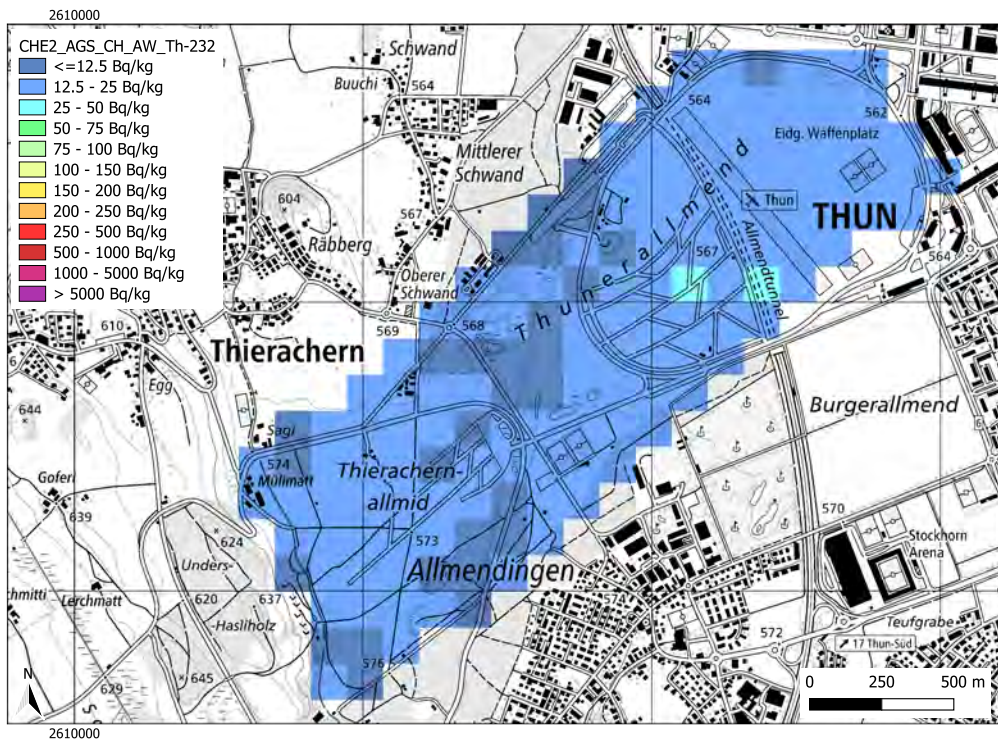 2610000
CHE2_AGS_CH_AW_Th-232
<=12.5 Bq/kg
12.5 - 25 Bq/kg
25 - 50 Bq/kg
50 - 75 Bq/kg
75 - 100 Bq/kg
100 - 150 Bq/kg
150 - 200 Bq/kg
200 - 250 Bq/kg
250 - 500 Bq/kg
500 - 1000 Bq/kg
1000 - 5000 Bq/kg
> 5000 Bq/kg
Schwand
Buuchi
564
564
562
Eidg. Waffenplatz
Mittlerer
Schwand
604
567
Thun
THUN
Räbberg
Oberer
Schwand
Thunerallmend
567
Allmendtunnel
564
569
568
610
Thierachern
6
Egg
644
Burgerallmend
6
Sagi
574
Mülimatt
Thierachern-
allmid
Goferi
639
570
624
573
Stockhorn
Arena
Unders-
Allmendingen
chmitti
Lerchmatt
620
637
574
-Hasliholz
Teufgrabe
572
17 Thun-Süd
576
645
629
N
0 250 500 m
2610000